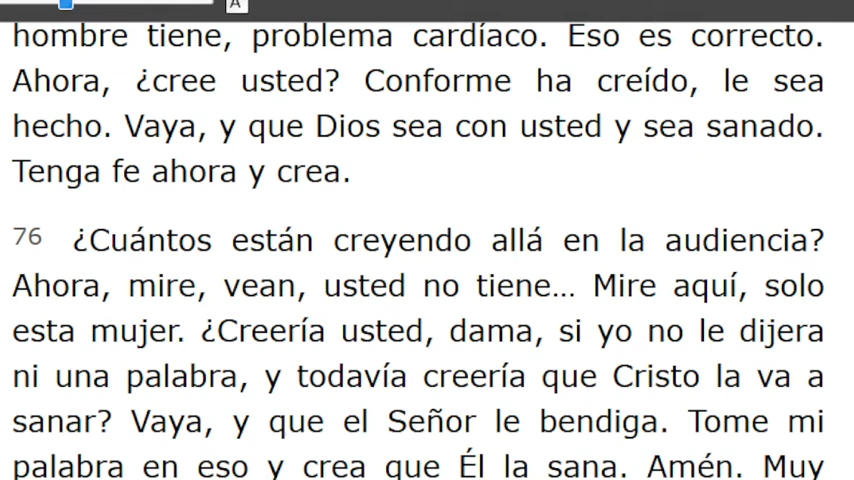 A
hombre tiene, problema cardíaco. Eso es correcto.
Ahora, ¿cree usted? Conforme ha creído, le sea
hecho. Vaya, y que Dios sea con usted y sea sanado.
Tenga fe ahora y crea.
76 ¿Cuántos están creyendo allá en la audiencia?
Ahora, mire, vean, usted no tiene... Mire aquí, solo
esta mujer. ¿Creería usted, dama, si yo no le dijera
ni una palabra, y todavía creería que Cristo la va a
sanar? Vaya, y que el Señor le bendiga. Tome mi
palabra en eso y crea que Él la sana. Amén. Muy